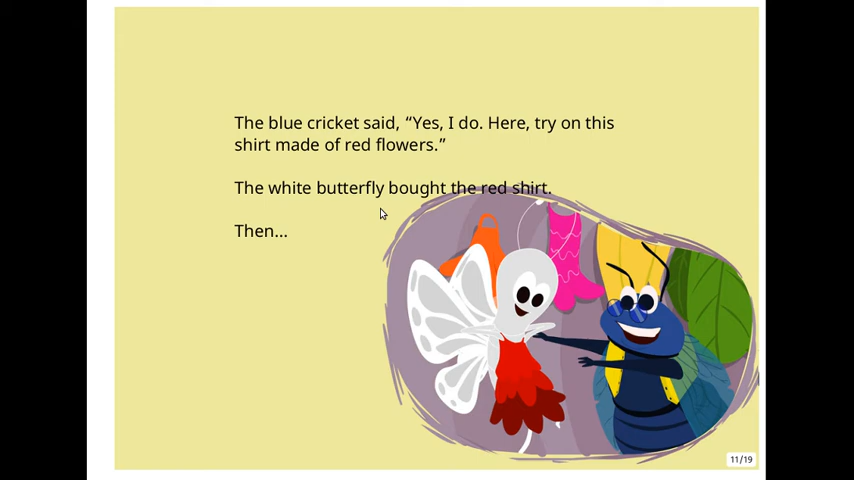 The blue cricket said, “Yes, I do. Here, try on this
shirt made of red flowers.”
The white butterfly bought the red shirt.
Then...
11/19